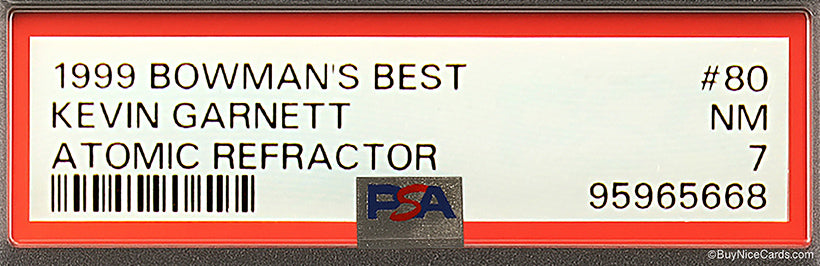 1999 BOWMAN'S BEST #80
KEVIN GARNETT NM
ATOMIC REFRACTOR 7
95965668
PSA
©BuyNiceCards.com